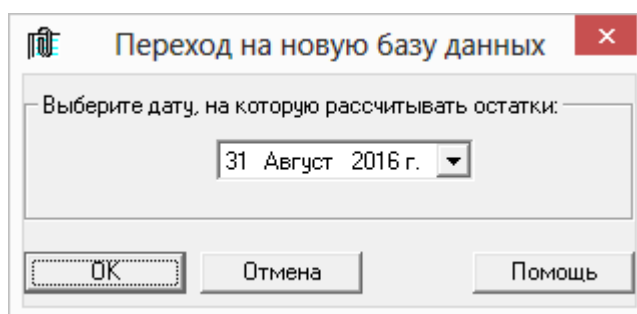 Переход на новую базу данных
Выберите дату, на которую рассчитывать остатки:
31 Август 2016 г.
OK Отмена Помощь